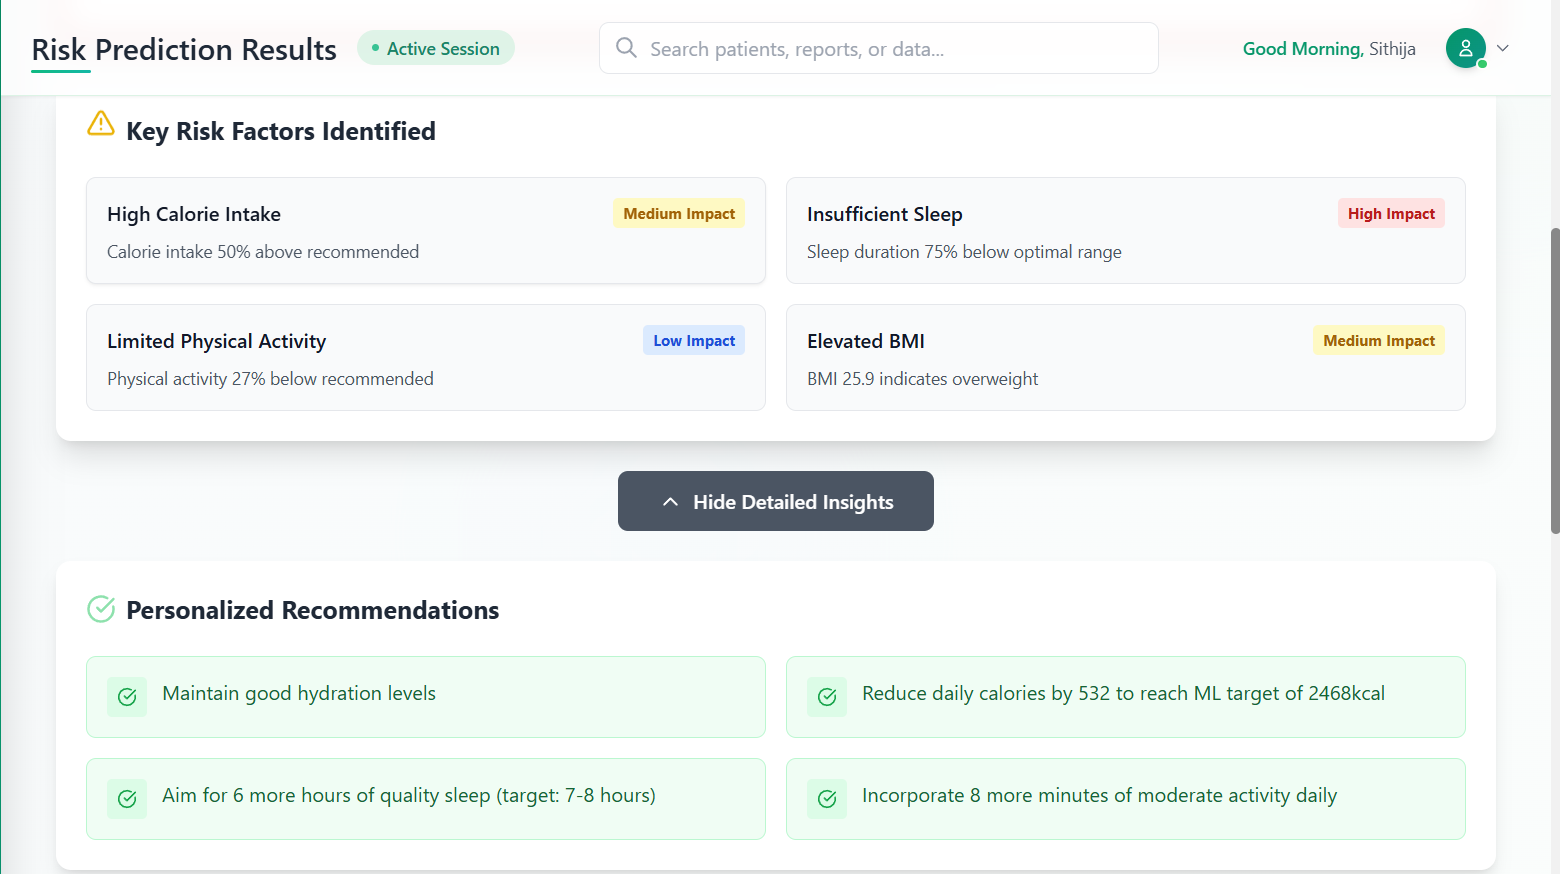 Risk Prediction Results
Active Session
Search patients, reports, or data...
Good Morning, Sithija
Key Risk Factors Identified
High Calorie Intake
Medium Impact
Calorie intake 50% above recommended
Insufficient Sleep
High Impact
Sleep duration 75% below optimal range
Limited Physical Activity
Low Impact
Physical activity 27% below recommended
Elevated BMI
Medium Impact
BMI 25.9 indicates overweight
Hide Detailed Insights
Personalized Recommendations
Maintain good hydration levels
Reduce daily calories by 532 to reach ML target of 2468kcal
Aim for 6 more hours of quality sleep (target: 7-8 hours)
Incorporate 8 more minutes of moderate activity daily